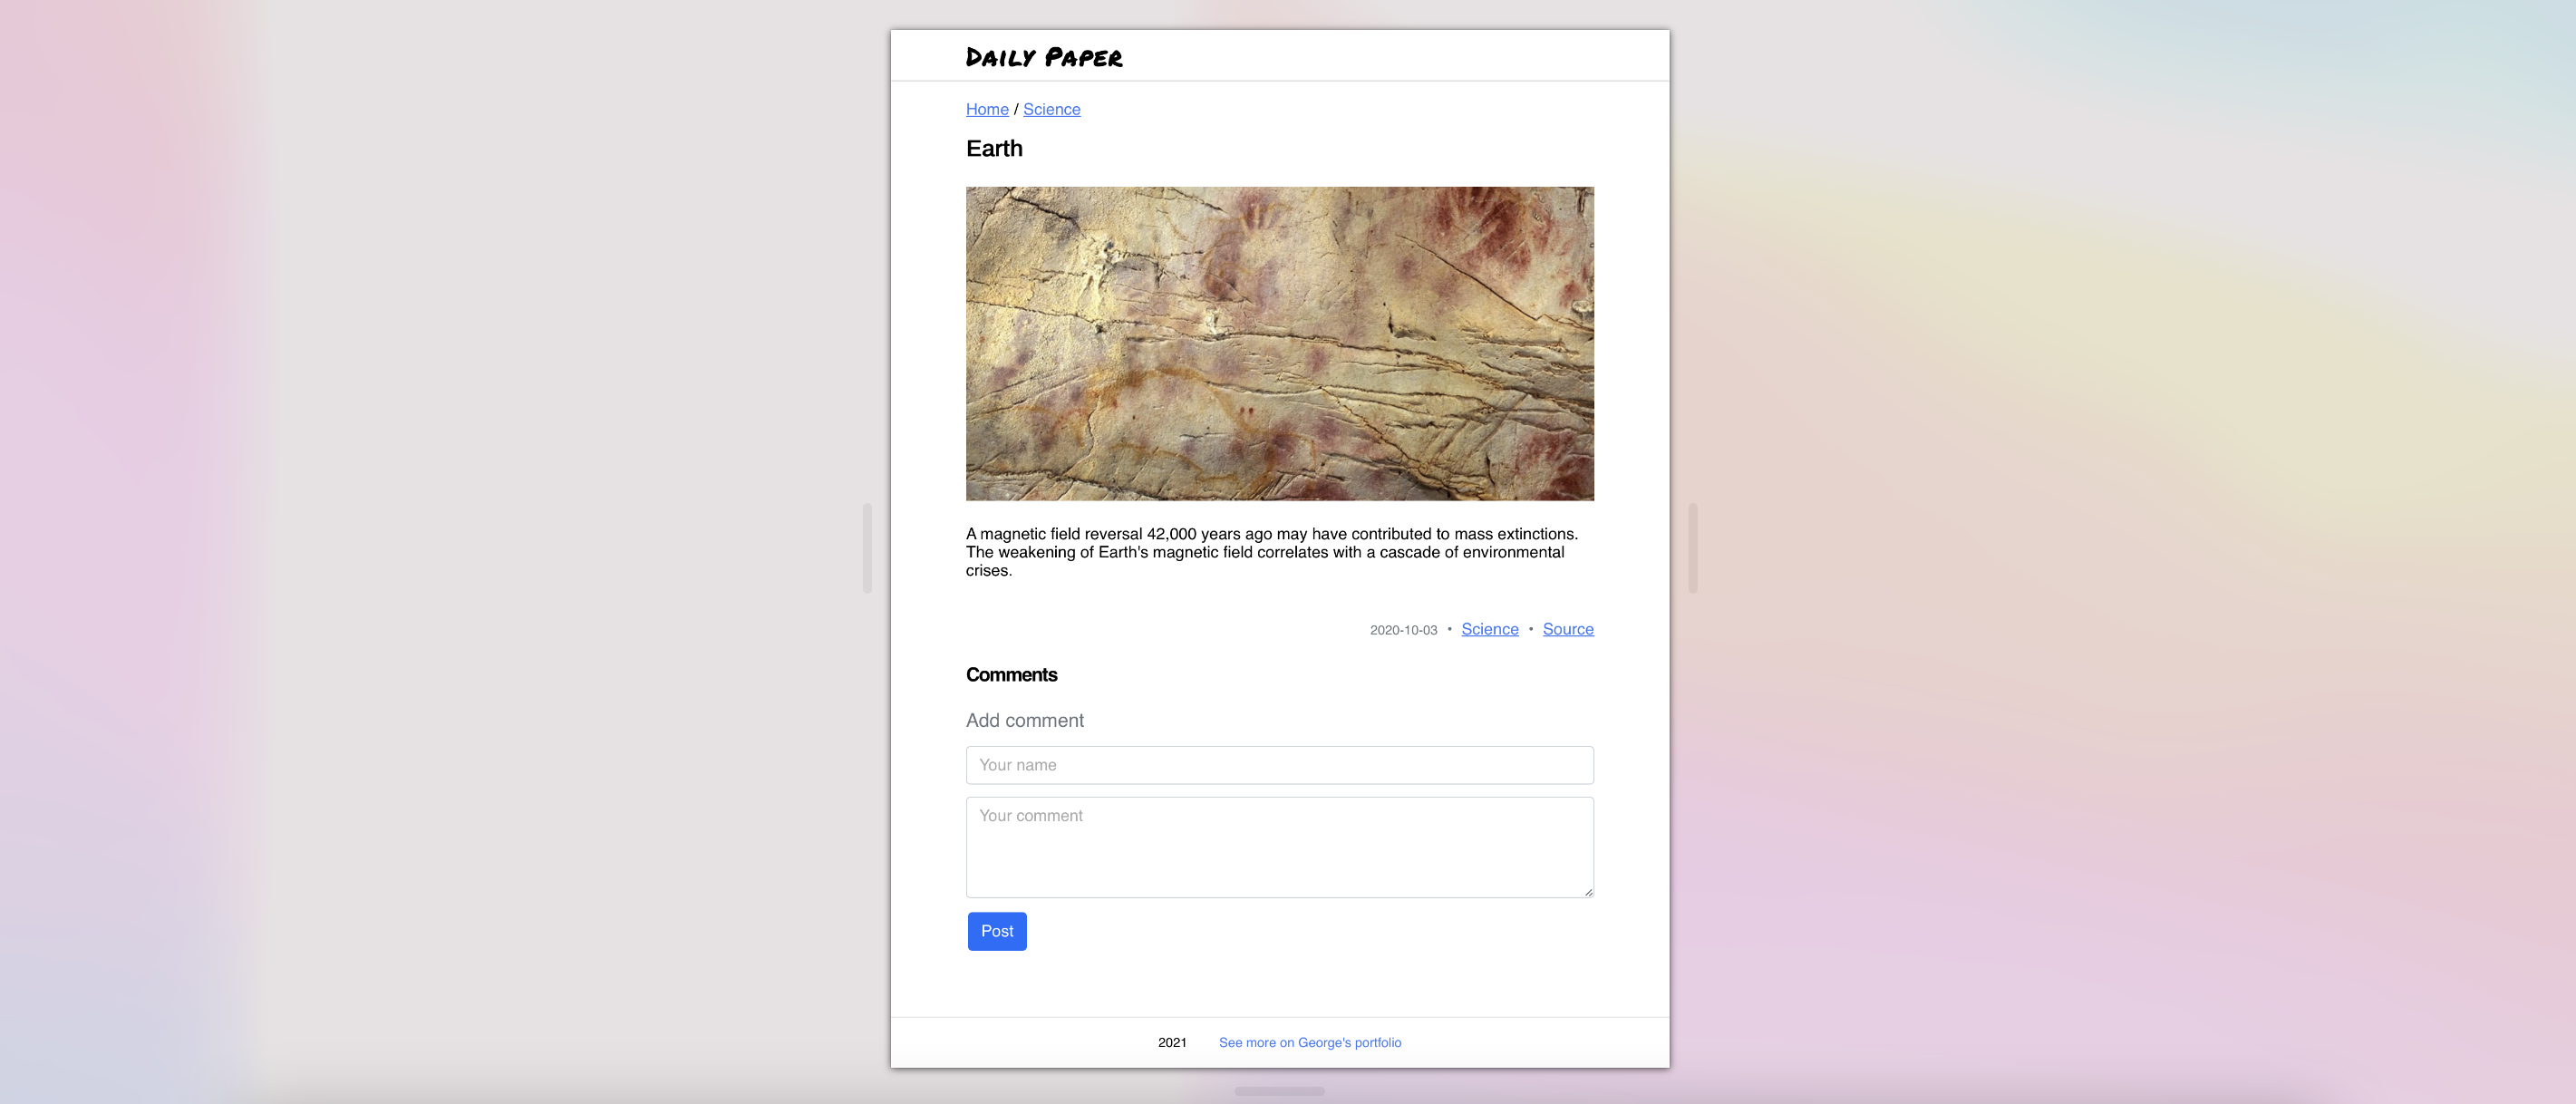 Daily Paper
Home / Science
Earth
A magnetic field reversal 42,000 years ago may have contributed to mass extinctions.
The weakening of Earth's magnetic field correlates with a cascade of environmental
crises.
2020-10-03 • Science • Source
Comments
Add comment
Your name
Your comment
Post
2021 See more on George's portfolio